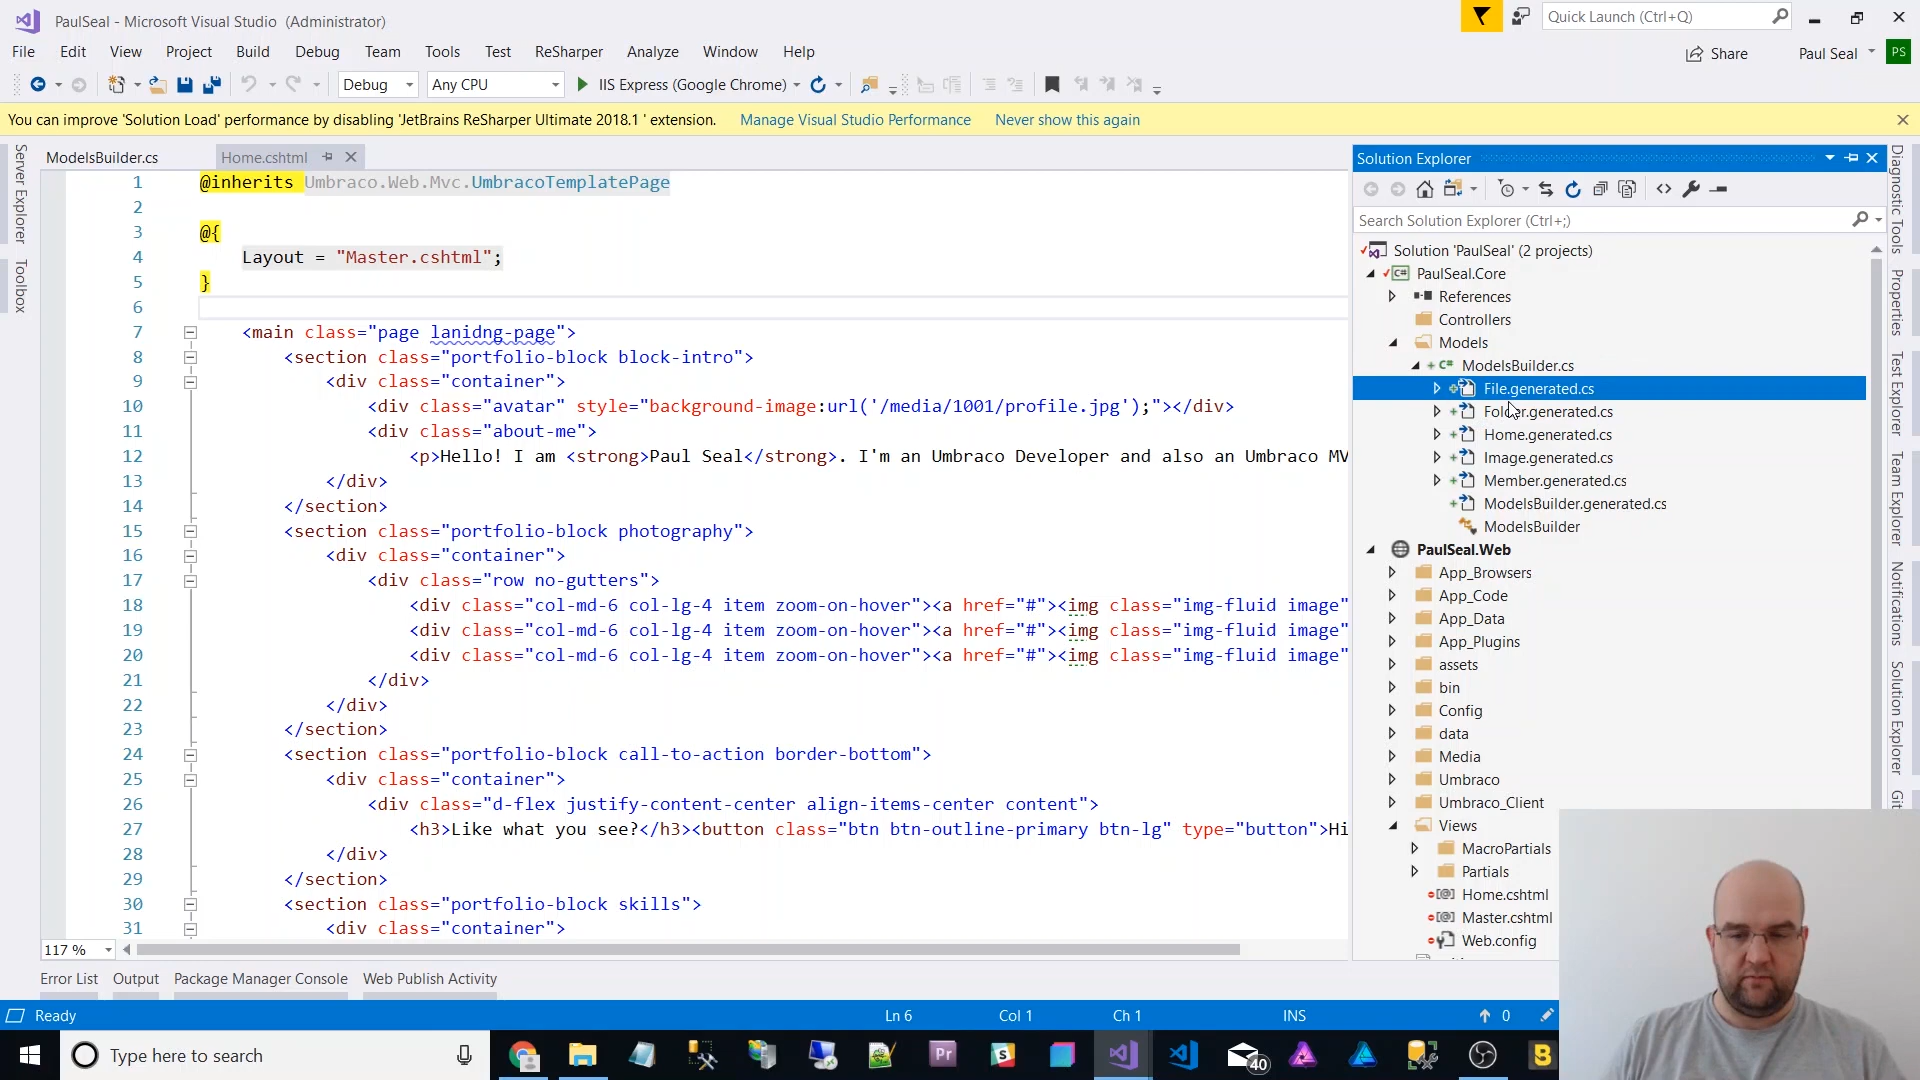 PaulSeal - Microsoft Visual Studio (Administrator)
Quick Launch (Ctrl+Q)
File Edit View Project Build Debug Team Tools Test ReSharper Analyze Window Help
Share Paul Seal PS
Debug Any CPU IIS Express (Google Chrome)
You can improve 'Solution Load' performance by disabling 'JetBrains ReSharper Ultimate 2018.1 ' extension. Manage Visual Studio Performance Never show this again
Server Explorer
Toolbox
ModelsBuilder.cs Home.cshtml
1 @inherits Umbraco.Web.Mvc.UmbracoTemplatePage
2
3 @{
4 Layout = "Master.cshtml";
5 }
6
7 <main class="page lanidng-page">
8 <section class="portfolio-block block-intro">
9 <div class="container">
10 <div class="avatar" style="background-image:url('/media/1001/profile.jpg');"></div>
11 <div class="about-me">
12 <p>Hello! I am <strong>Paul Seal</strong>. I'm an Umbraco Developer and also an Umbraco MV
13 </div>
14 </section>
15 <section class="portfolio-block photography">
16 <div class="container">
17 <div class="row no-gutters">
18 <div class="col-md-6 col-lg-4 item zoom-on-hover"><a href="#"><img class="img-fluid image"
19 <div class="col-md-6 col-lg-4 item zoom-on-hover"><a href="#"><img class="img-fluid image"
20 <div class="col-md-6 col-lg-4 item zoom-on-hover"><a href="#"><img class="img-fluid image"
21 </div>
22 </div>
23 </section>
24 <section class="portfolio-block call-to-action border-bottom">
25 <div class="container">
26 <div class="d-flex justify-content-center align-items-center content">
27 <h3>Like what you see?</h3><button class="btn btn-outline-primary btn-lg" type="button">Hi
28 </div>
29 </section>
30 <section class="portfolio-block skills">
31 <div class="container">
117 %
Solution Explorer
Search Solution Explorer (Ctrl+;)
Solution 'PaulSeal' (2 projects)
PaulSeal.Core
References
Controllers
Models
ModelsBuilder.cs
File.generated.cs
Folder.generated.cs
Home.generated.cs
Image.generated.cs
Member.generated.cs
ModelsBuilder.generated.cs
ModelsBuilder
PaulSeal.Web
App_Browsers
App_Code
App_Data
App_Plugins
assets
bin
Config
data
Media
Umbraco
Umbraco_Client
Views
MacroPartials
Partials
Home.cshtml
Master.cshtml
Web.config
Diagnostic Tools
Properties
Test Explorer
Team Explorer
Notifications
Solution Explorer
Error List Output Package Manager Console Web Publish Activity
Ready Ln 6 Col 1 Ch 1 INS 0
Type here to search
Pr
S
40
B